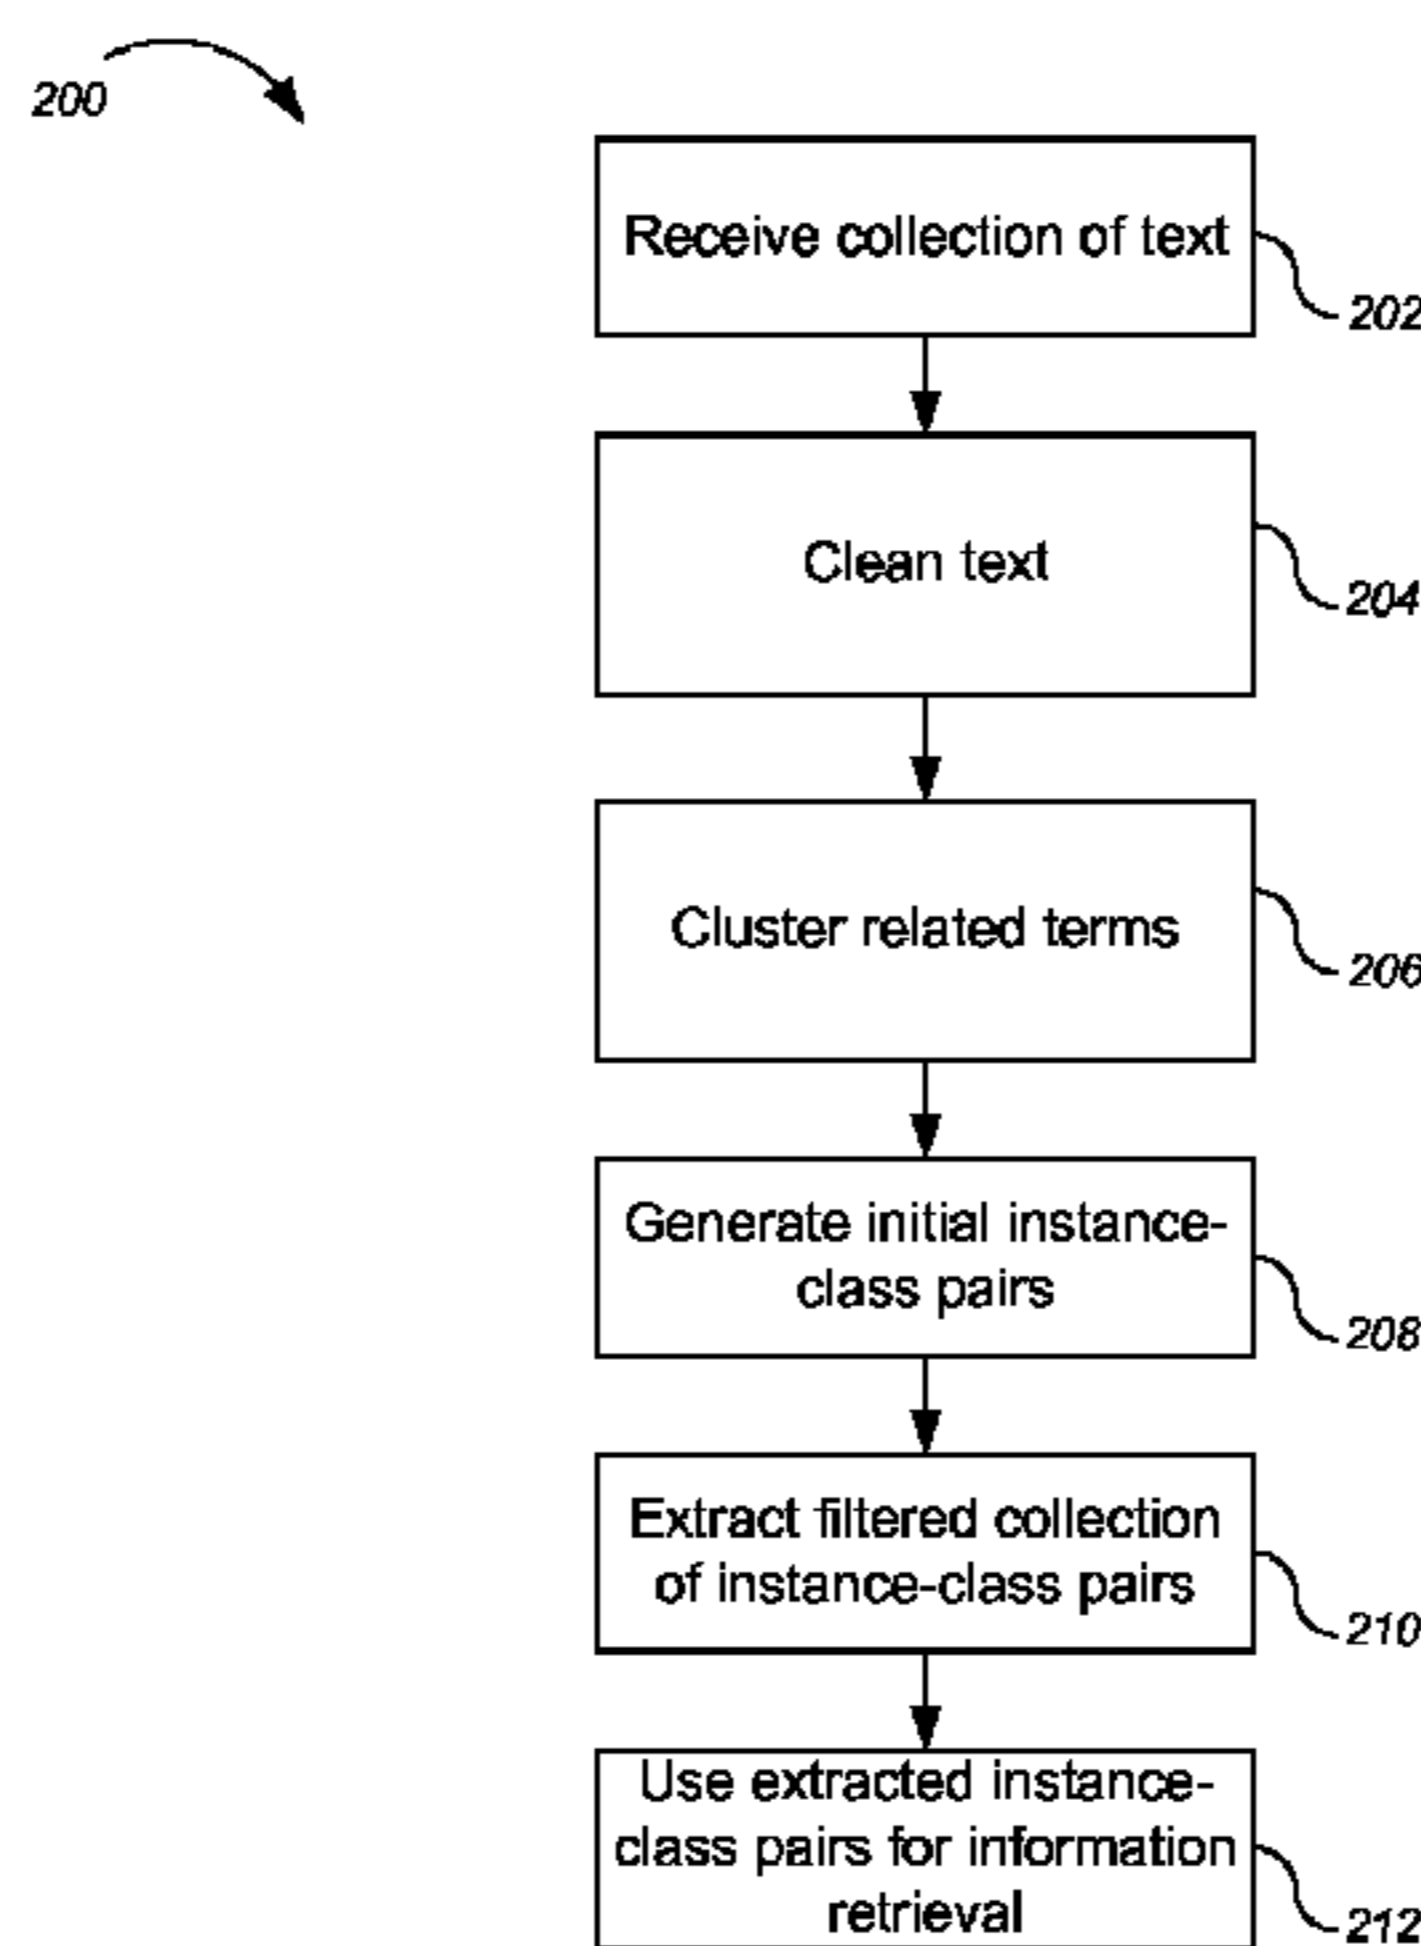 200
Receive collection of text
202
Clean text
204
Cluster related terms
206
Generate initial instance-
class pairs
208
Extract filtered collection
of instance-class pairs
210
Use extracted instance-
class pairs for information
retrieval
212